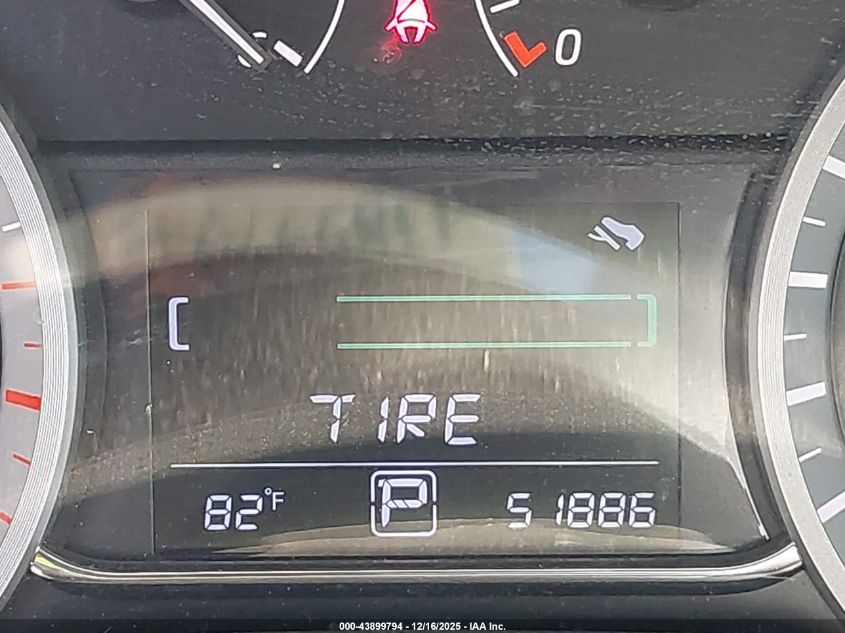 0
TIRE
82°F P 51886
000-43899794 - 12/16/2025 - IAA Inc.